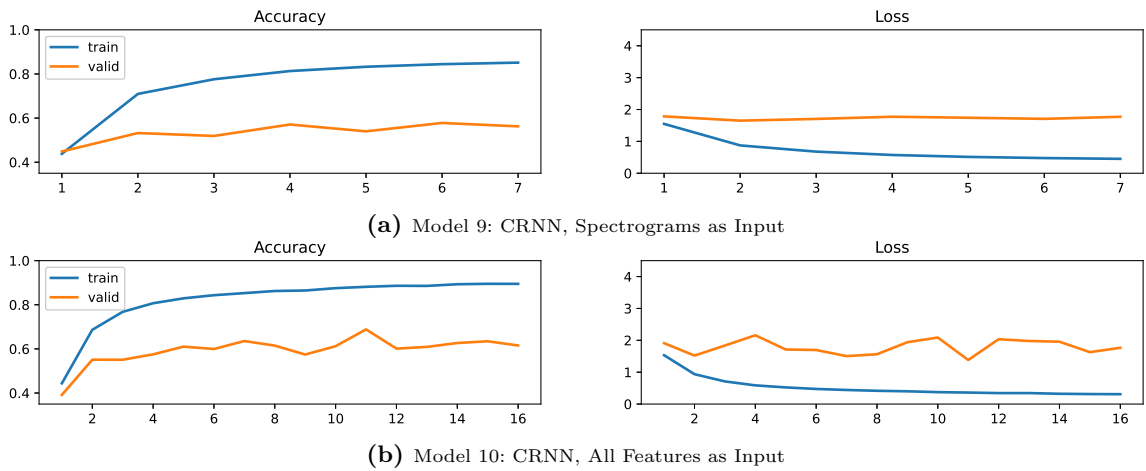 Accuracy
Loss
1.0
0.8
0.6
0.4
train
valid
1 2 3 4 5 6 7
4
3
2
1
0
1 2 3 4 5 6 7
(a) Model 9: CRNN, Spectrograms as Input
Accuracy
Loss
1.0
0.8
0.6
0.4
train
valid
2 4 6 8 10 12 14 16
4
3
2
1
0
2 4 6 8 10 12 14 16
(b) Model 10: CRNN, All Features as Input